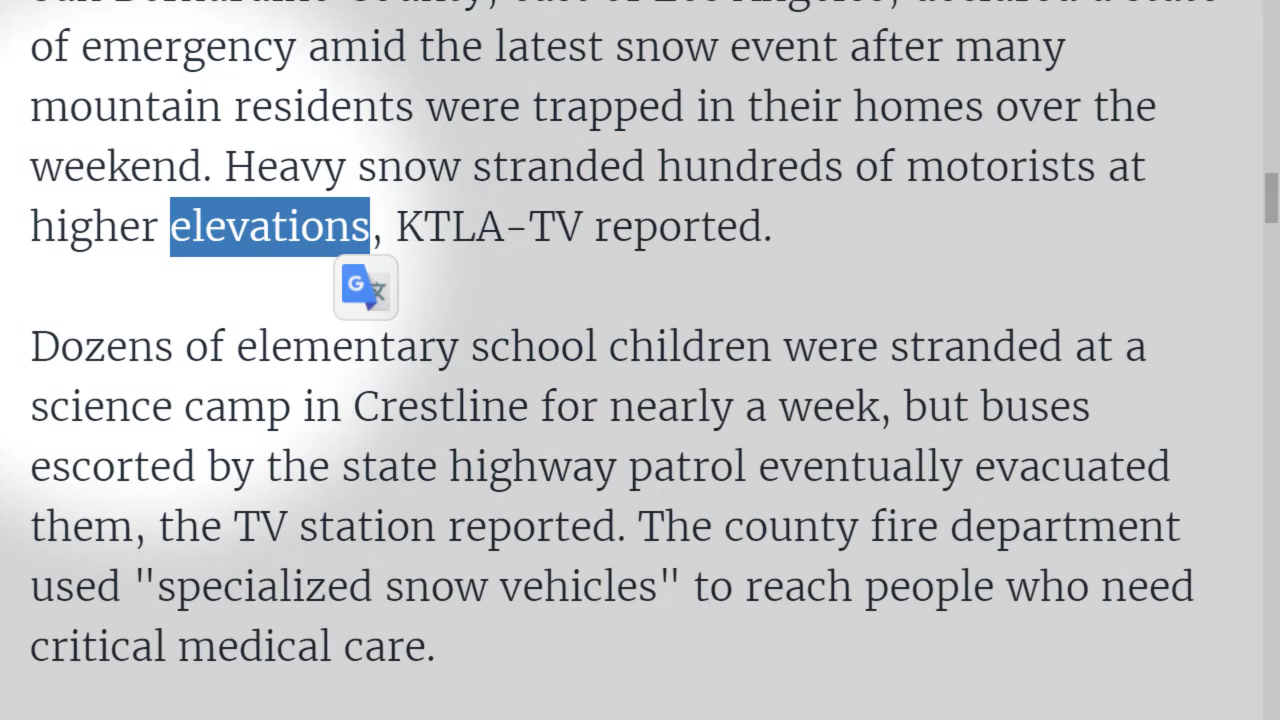 of emergency amid the latest snow event after many
mountain residents were trapped in their homes over the
weekend. Heavy snow stranded hundreds of motorists at
higher elevations, KTLA-TV reported.
Dozens of elementary school children were stranded at a
science camp in Crestline for nearly a week, but buses
escorted by the state highway patrol eventually evacuated
them, the TV station reported. The county fire department
used "specialized snow vehicles" to reach people who need
critical medical care.